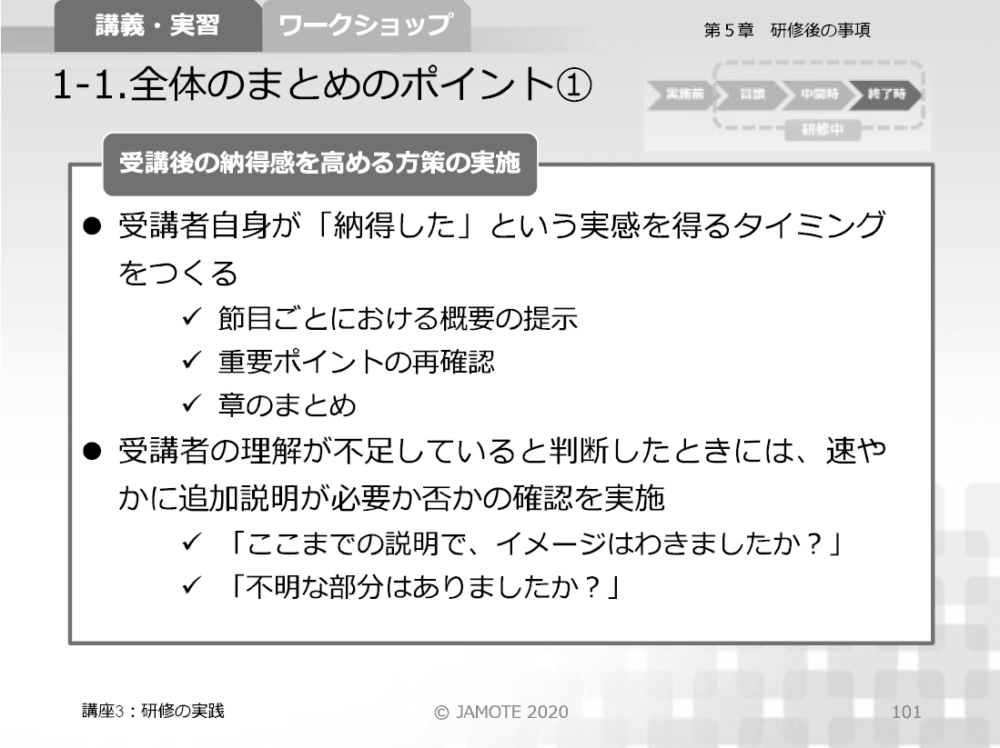 講義・実習
ワークショップ
第５章　研修後の事項
1-1.全体のまとめのポイント①
実施前
冒頭
中間時
終了時
研修中
受講後の納得感を高める方策の実施
● 受講者自身が「納得した」という実感を得るタイミング
をつくる
✓ 節目ごとにおける概要の提示
✓ 重要ポイントの再確認
✓ 章のまとめ
● 受講者の理解が不足していると判断したときには、速や
かに追加説明が必要か否かの確認を実施
✓ 「ここまでの説明で、イメージはわきましたか？」
✓ 「不明な部分はありましたか？」
講座3：研修の実践
© JAMOTE 2020
101